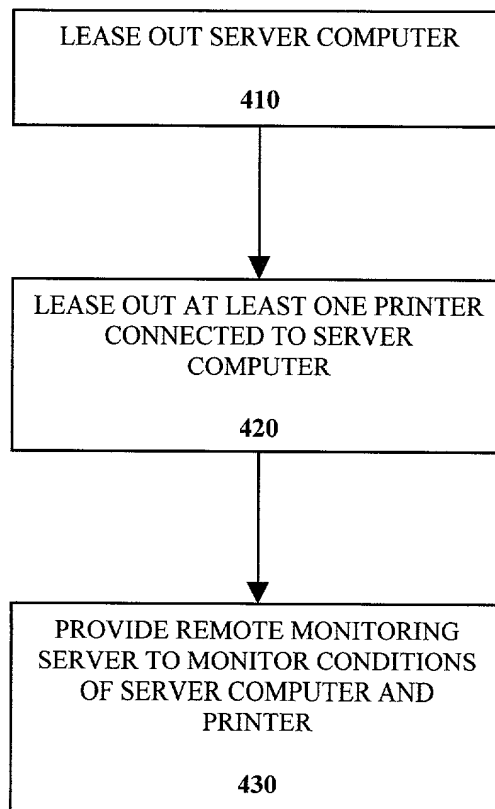 LEASE OUT SERVER COMPUTER
410
LEASE OUT AT LEAST ONE PRINTER
CONNECTED TO SERVER
COMPUTER
420
PROVIDE REMOTE MONITORING
SERVER TO MONITOR CONDITIONS
OF SERVER COMPUTER AND
PRINTER
430